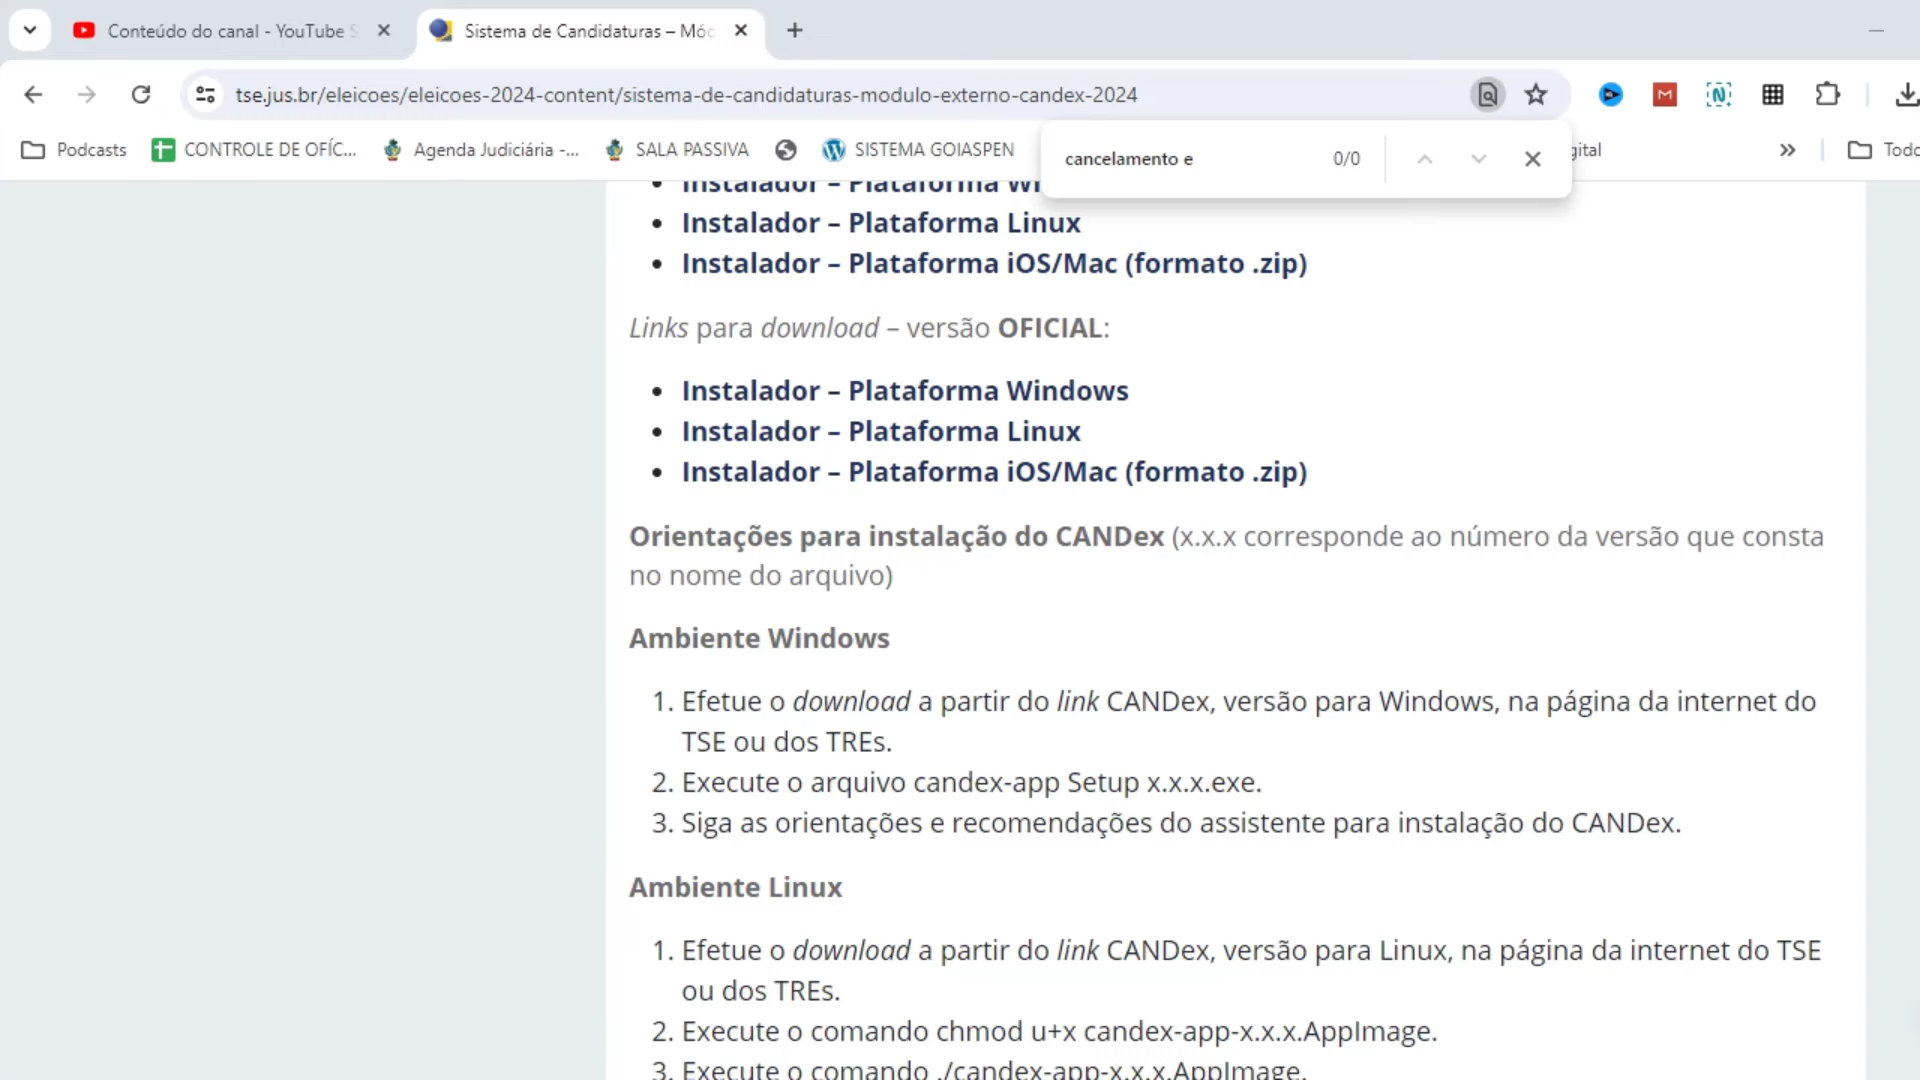 Conteúdo do canal - YouTube S
Sistema de Candidaturas – Móc
tse.jus.br/eleicoes/eleicoes-2024-content/sistema-de-candidaturas-modulo-externo-candex-2024
Podcasts
CONTROLE DE OFÍC...
Agenda Judiciária -...
SALA PASSIVA
SISTEMA GOIASPEN
gital
Todo
cancelamento e
0/0
• Instalador – Plataforma Wi
• Instalador – Plataforma Linux
• Instalador – Plataforma iOS/Mac (formato .zip)
Links para download – versão OFICIAL:
• Instalador – Plataforma Windows
• Instalador – Plataforma Linux
• Instalador – Plataforma iOS/Mac (formato .zip)
Orientações para instalação do CANDex (x.x.x corresponde ao número da versão que consta
no nome do arquivo)
Ambiente Windows
1. Efetue o download a partir do link CANDex, versão para Windows, na página da internet do
TSE ou dos TREs.
2. Execute o arquivo candex-app Setup x.x.x.exe.
3. Siga as orientações e recomendações do assistente para instalação do CANDex.
Ambiente Linux
1. Efetue o download a partir do link CANDex, versão para Linux, na página da internet do TSE
ou dos TREs.
2. Execute o comando chmod u+x candex-app-x.x.x.AppImage.
3. Execute o comando ./candex-app-x.x.x.AppImage.